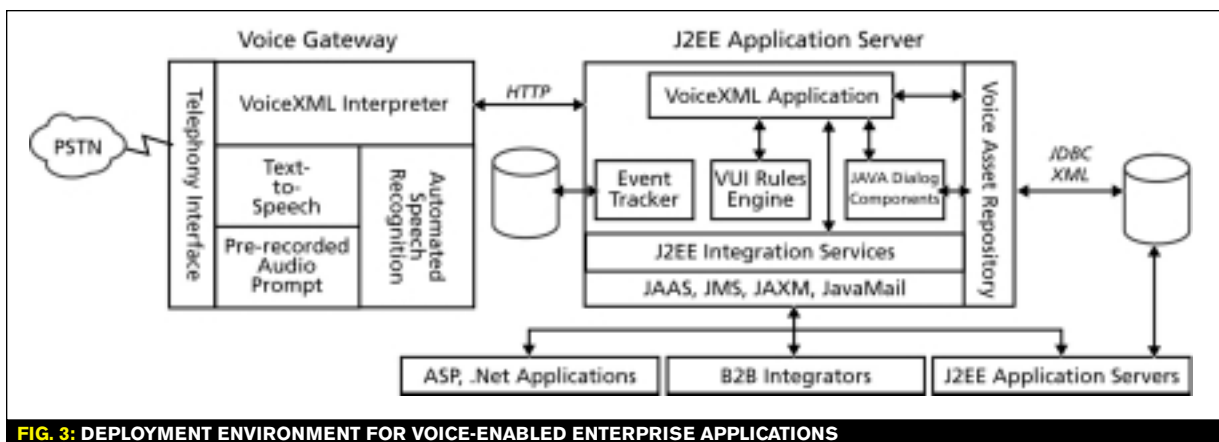 Voice Gateway
J2EE Application Server
PSTN
Telephony Interface
VoiceXML Interpreter
Text-
to-
Speech
Pre-recorded
Audio
Prompt
Automated
Speech
Recognition
HTTP
VoiceXML Application
Event
Tracker
VUI Rules
Engine
JAVA Dialog
Components
J2EE Integration Services
JAAS, JMS, JAXM, JavaMail
Voice Asset Repository
JDBC
XML
ASP, .Net Applications
B2B Integrators
J2EE Application Servers
FIG. 3: DEPLOYMENT ENVIRONMENT FOR VOICE-ENABLED ENTERPRISE APPLICATIONS